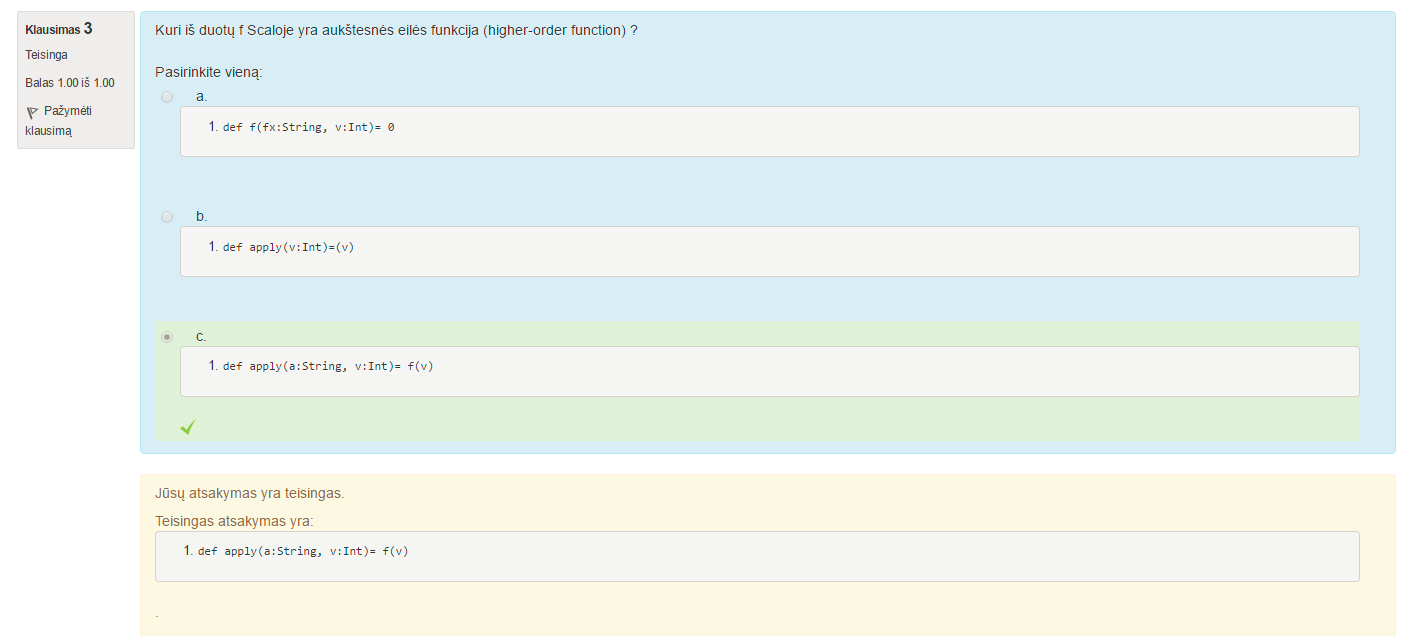 Klausimas 3
Teisinga
Balas 1.00 iš 1.00
Pažymėti
klausimą
Kuri iš duotų f Scaloje yra aukštesnės eilės funkcija (higher-order function) ?
Pasirinkite vieną:
a.
1. def f(fx:String, v:Int)= 0
b.
1. def apply(v:Int)=(v)
c.
1. def apply(a:String, v:Int)= f(v)
Jūsų atsakymas yra teisingas.
Teisingas atsakymas yra:
1. def apply(a:String, v:Int)= f(v)
.